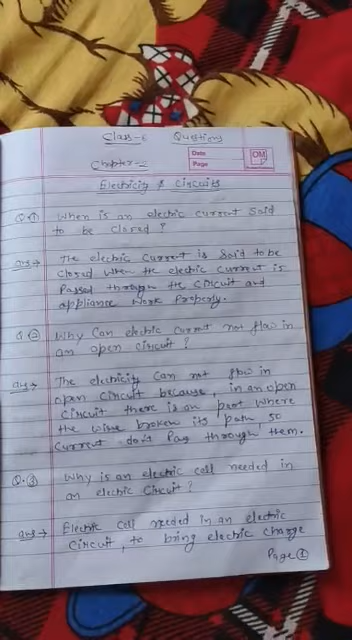 Class-6 Questions
Chapter-2
Date
Page
OM
Electricity & Circuits
Q.① When is an electric current said
to be closed?
ans→ The electric current is said to be
closed when the electric current is
passed through the circuit and
appliance work properly.
Q.② Why can electric current not flow in
an open circuit?
ans→ The electricity can not flow in
open circuit because, in an open
circuit there is an part where
the wire broken its path, so
current don't pass through them.
Q.③ Why is an electric cell needed in
an electric circuit?
ans→ Electric cell needed in an electric
circuit, to bring electric charge
Page ①